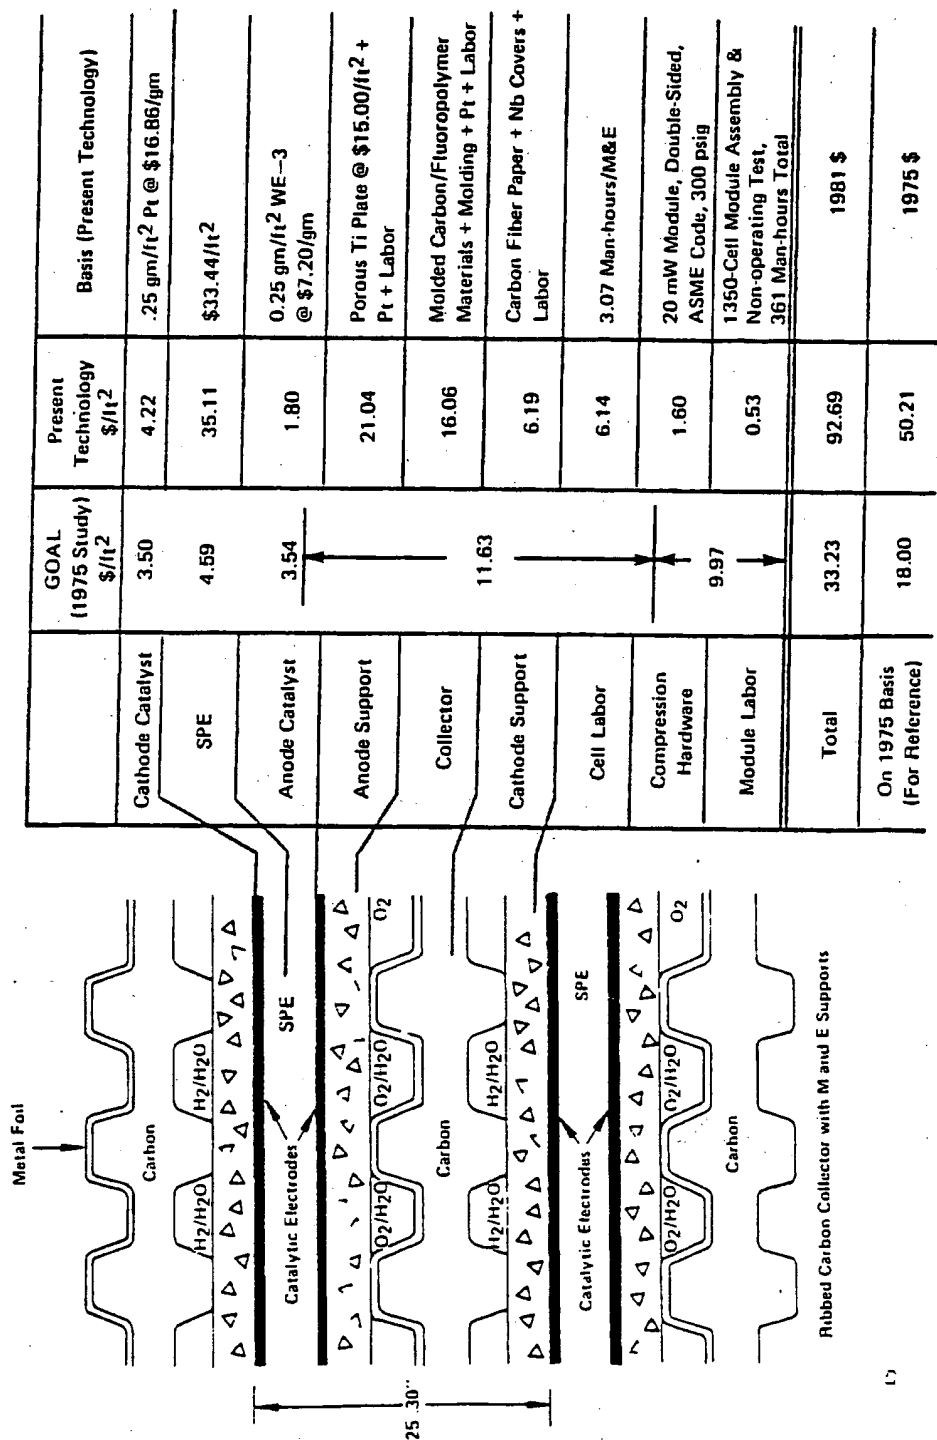 GOAL
(1975 Study)
$/ft2
Present
Technology
$/ft2
Basis (Present Technology)
Cathode Catalyst
3.50
4.22
.25 gm/ft2 Pt @ $16.86/gm
SPE
4.59
35.11
$33.44/ft2
Anode Catalyst
3.54
1.80
0.25 gm/ft2 WE-3
@ $7.20/gm
Anode Support
21.04
Porous Ti Plate @ $15.00/ft2 +
Pt + Labor
Collector
11.63
16.06
Molded Carbon/Fluoropolymer
Materials + Molding + Pt + Labor
Cathode Support
6.19
Carbon Fiber Paper + Nb Covers +
Labor
Cell Labor
6.14
3.07 Man-hours/M&E
Compression
Hardware
9.97
1.60
20 mW Module, Double-Sided,
ASME Code, 300 psig
Module Labor
0.53
1350-Cell Module Assembly &
Non-operating Test,
361 Man-hours Total
Total
33.23
92.69
1981 $
On 1975 Basis
(For Reference)
18.00
50.21
1975 $
Metal Foil
Carbon
H2/H2O
H2/H2O
SPE
Catalytic Electrodes
O2/H2O
O2/H2O
O2
Carbon
H2/H2O
H2/H2O
Catalytic Electrodes
SPE
O2/H2O
O2/H2O
O2
Carbon
25 .30"
Ribbed Carbon Collector with M and E Supports